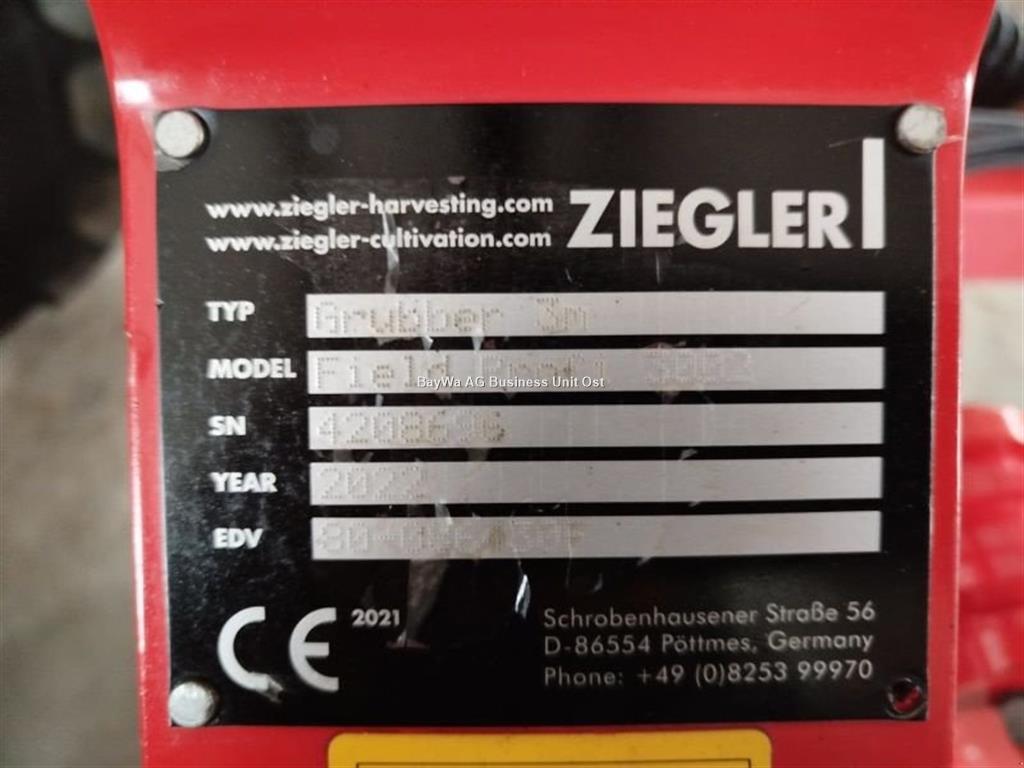 www.ziegler-harvesting.com
www.ziegler-cultivation.com
ZIEGLER
TYP Grubber 3m
MODEL Field
BayWa AG Business Unit Ost
SN
YEAR 2022
EDV
CE 2021
Schrobenhausener Straße 56
D-86554 Pöttmes, Germany
Phone: +49 (0)8253 99970